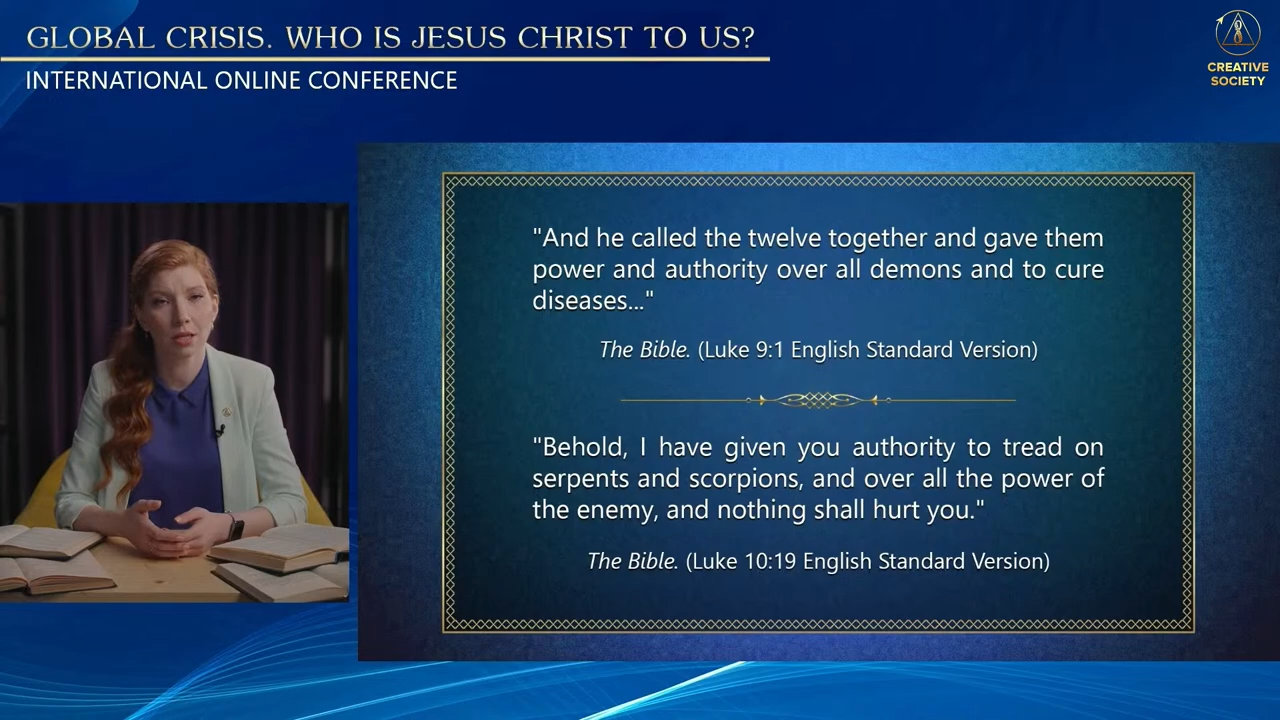 GLOBAL CRISIS. WHO IS JESUS CHRIST TO US?
INTERNATIONAL ONLINE CONFERENCE
CREATIVE
SOCIETY
"And he called the twelve together and gave them
power and authority over all demons and to cure
diseases..."
The Bible. (Luke 9:1 English Standard Version)
"Behold, I have given you authority to tread on
serpents and scorpions, and over all the power of
the enemy, and nothing shall hurt you."
The Bible. (Luke 10:19 English Standard Version)